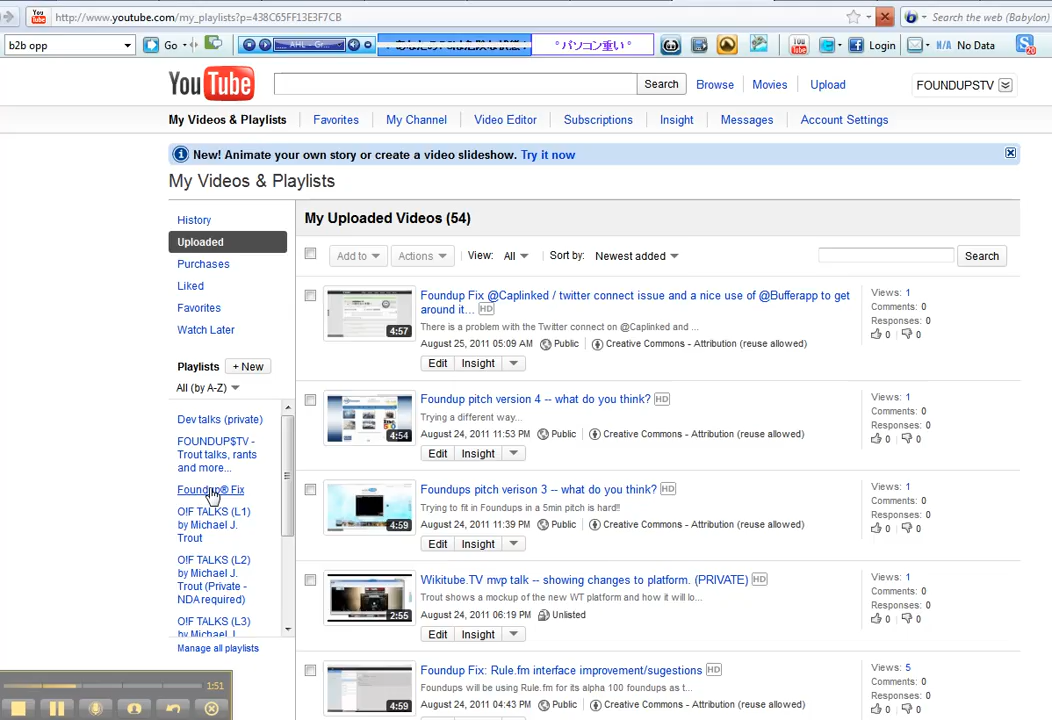 http://www.youtube.com/my_playlists?p=438C65FF13E3F7CB
Search the web (Babylon)
b2b opp
Go
AHL - Gr...
°パソコン重い°
Login
N/A No Data
20
YouTube
Search
Browse
Movies
Upload
FOUNDUPSTV
My Videos & Playlists
Favorites
My Channel
Video Editor
Subscriptions
Insight
Messages
Account Settings
New! Animate your own story or create a video slideshow. Try it now
My Videos & Playlists
History
Uploaded
Purchases
Liked
Favorites
Watch Later
Playlists
+ New
All (by A-Z)
Dev talks (private)
FOUNDUP$TV -
Trout talks, rants
and more...
Foundup® Fix
O!F TALKS (L1)
by Michael J.
Trout
O!F TALKS (L2)
by Michael J.
Trout (Private -
NDA required)
O!F TALKS (L3)
by Michael J.
Manage all playlists
My Uploaded Videos (54)
Add to
Actions
View: All
Sort by: Newest added
Search
4:57
Foundup Fix @Caplinked / twitter connect issue and a nice use of @Bufferapp to get
around it... HD
There is a problem with the Twitter connect on @Caplinked and ...
August 25, 2011 05:09 AM Public Creative Commons - Attribution (reuse allowed)
Edit Insight
Views: 1
Comments: 0
Responses: 0
0 0
4:54
Foundup pitch version 4 -- what do you think? HD
Trying a different way...
August 24, 2011 11:53 PM Public Creative Commons - Attribution (reuse allowed)
Edit Insight
Views: 1
Comments: 0
Responses: 0
0 0
4:59
Foundups pitch verison 3 -- what do you think? HD
Trying to fit in Foundups in a 5min pitch is hard!!
August 24, 2011 11:39 PM Public Creative Commons - Attribution (reuse allowed)
Edit Insight
Views: 1
Comments: 0
Responses: 0
0 0
2:55
Wikitube.TV mvp talk -- showing changes to platform. (PRIVATE) HD
Trout shows a mockup of the new WT platform and how it will lo...
August 24, 2011 06:19 PM Unlisted
Edit Insight
Views: 1
Comments: 0
Responses: 0
0 0
4:59
Foundup Fix: Rule.fm interface improvement/sugestions HD
Foundups will be using Rule.fm for its alpha 100 foundups as t...
August 24, 2011 04:43 PM Public Creative Commons - Attribution (reuse allowed)
Views: 5
Comments: 0
Responses: 0
0 0
1:51